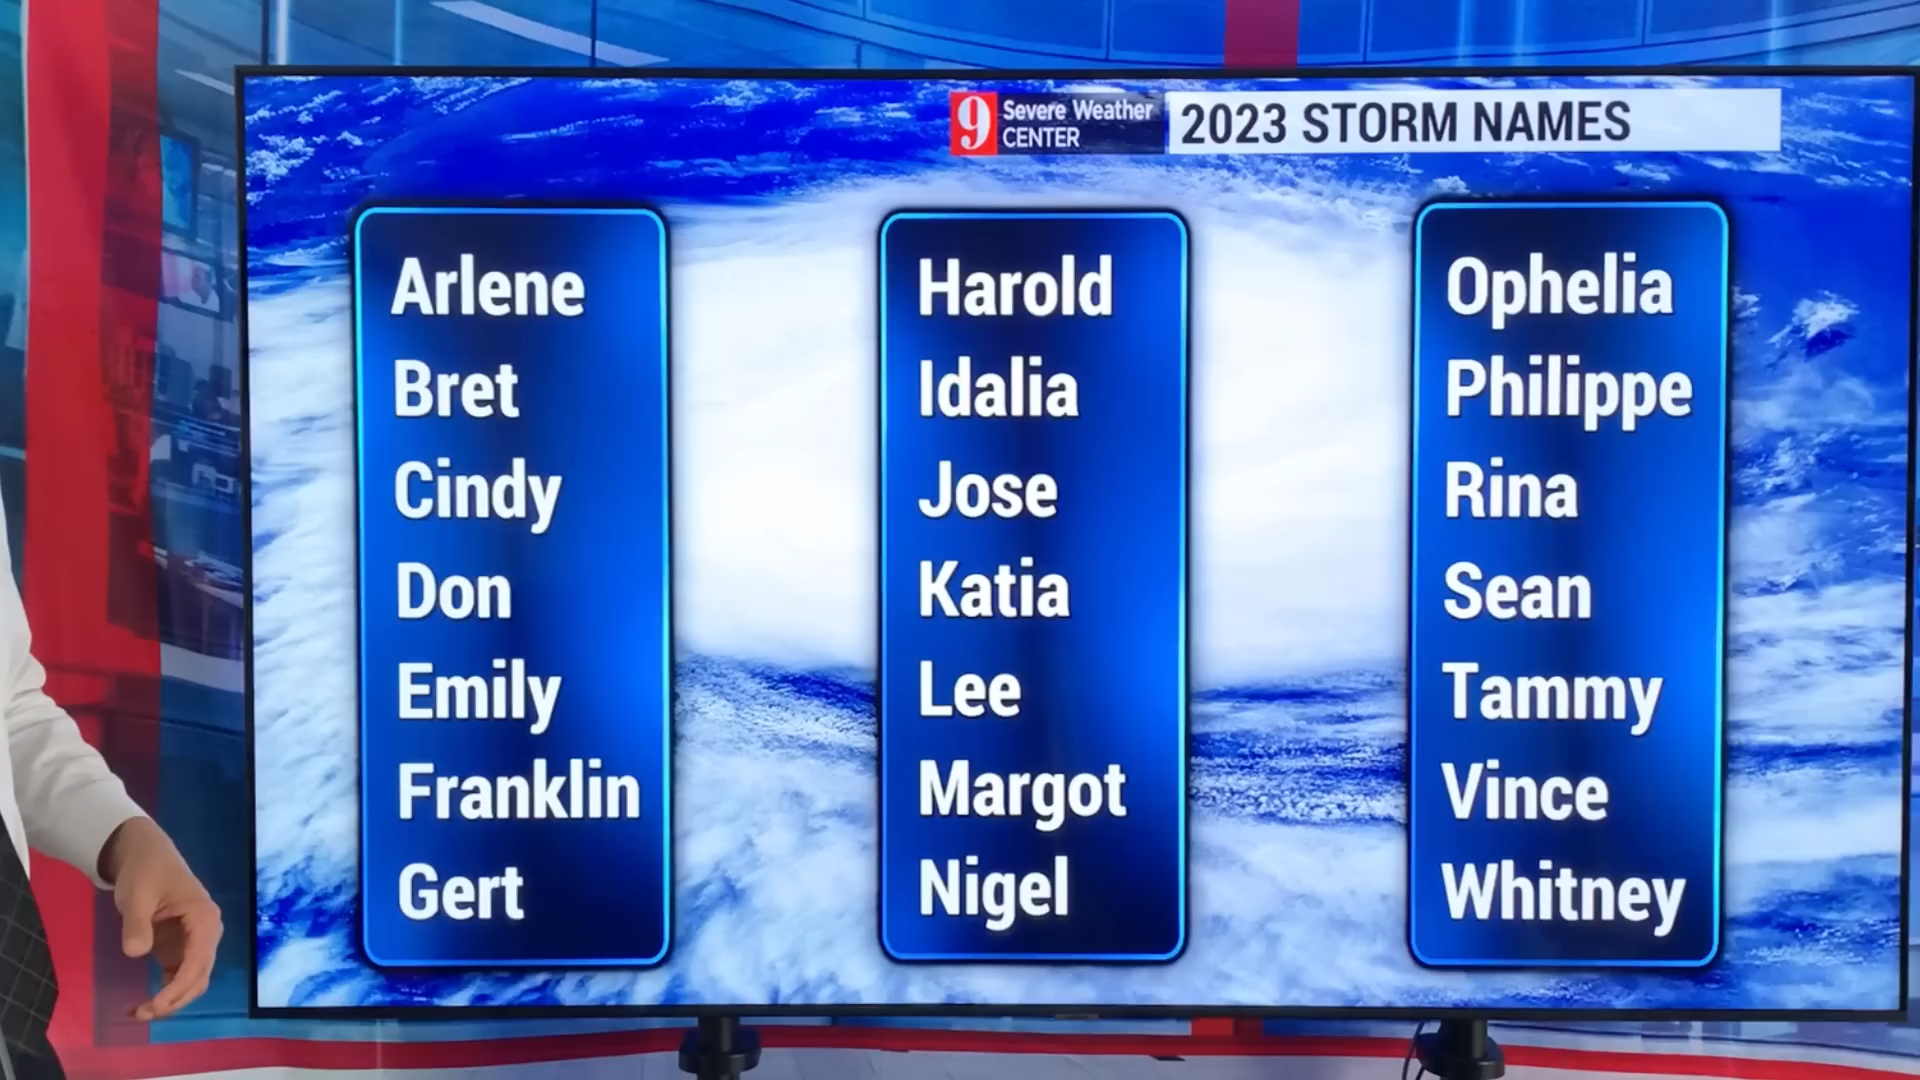 9 Severe Weather CENTER
2023 STORM NAMES
Arlene
Bret
Cindy
Don
Emily
Franklin
Gert
Harold
Idalia
Jose
Katia
Lee
Margot
Nigel
Ophelia
Philippe
Rina
Sean
Tammy
Vince
Whitney